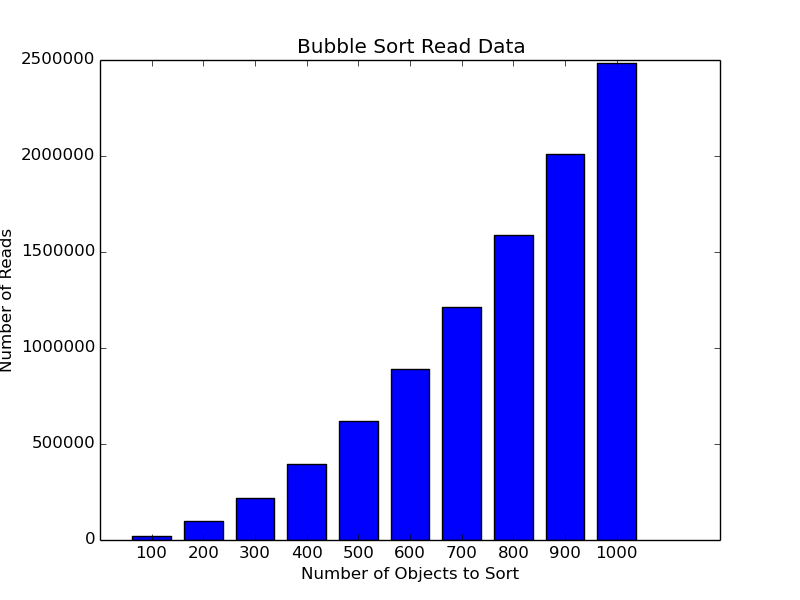 Bubble Sort Read Data
2500000
2000000
1500000
1000000
500000
0
Number of Reads
100 200 300 400 500 600 700 800 900 1000
Number of Objects to Sort